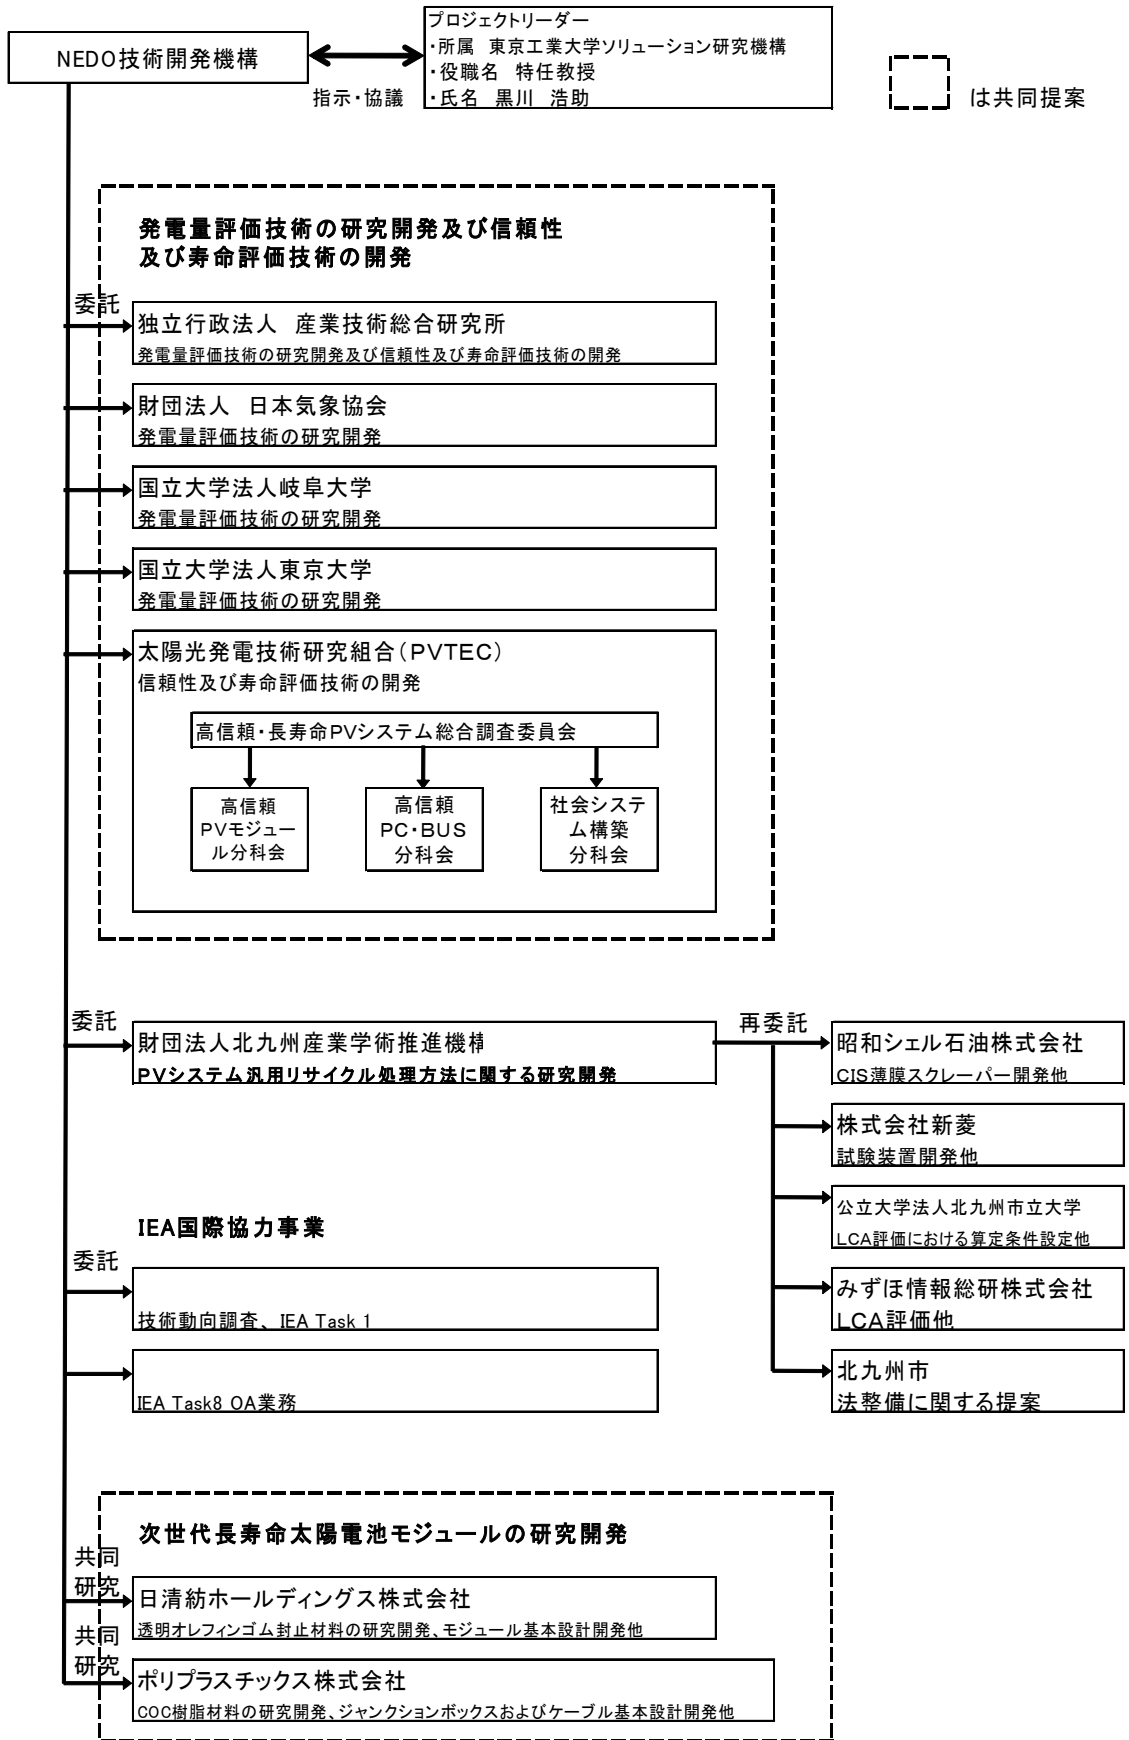 NEDO技術開発機構
指示・協議
プロジェクトリーダー
・所属　東京工業大学ソリューション研究機構
・役職名　特任教授
・氏名　黒川　浩助
は共同提案
発電量評価技術の研究開発及び信頼性
及び寿命評価技術の開発
委託
独立行政法人　産業技術総合研究所
発電量評価技術の研究開発及び信頼性及び寿命評価技術の開発
財団法人　日本気象協会
発電量評価技術の研究開発
国立大学法人岐阜大学
発電量評価技術の研究開発
国立大学法人東京大学
発電量評価技術の研究開発
太陽光発電技術研究組合（PVTEC）
信頼性及び寿命評価技術の開発
高信頼・長寿命PVシステム総合調査委員会
高信頼
PVモジュー
ル分科会
高信頼
PC・BUS
分科会
社会システ
ム構築
分科会
委託
財団法人北九州産業学術推進機構
PVシステム汎用リサイクル処理方法に関する研究開発
再委託
昭和シェル石油株式会社
CIS薄膜スクレーパー開発他
株式会社新菱
試験装置開発他
公立大学法人北九州市立大学
LCA評価における算定条件設定他
みずほ情報総研株式会社
LCA評価他
北九州市
法整備に関する提案
IEA国際協力事業
委託
技術動向調査、IEA Task 1
IEA Task8 OA業務
次世代長寿命太陽電池モジュールの研究開発
共同
研究
日清紡ホールディングス株式会社
透明オレフィンゴム封止材料の研究開発、モジュール基本設計開発他
共同
研究
ポリプラスチックス株式会社
COC樹脂材料の研究開発、ジャンクションボックスおよびケーブル基本設計開発他